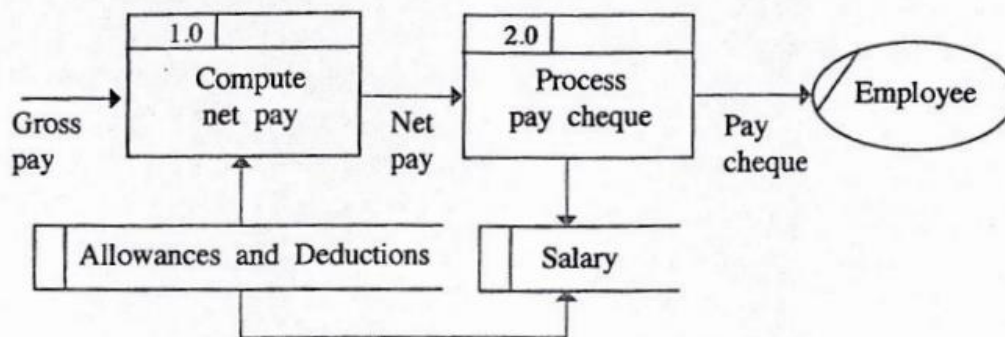 1.0
Compute
net pay
2.0
Process
pay cheque
Employee
Gross
pay
Net
pay
Pay
cheque
Allowances and Deductions
Salary